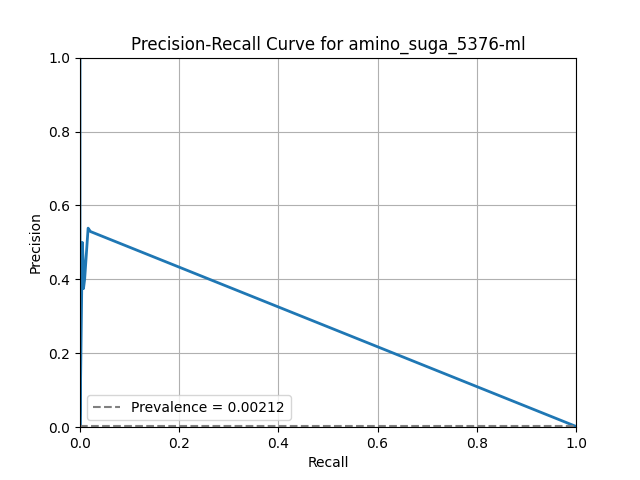 Precision-Recall Curve for amino_suga_5376-ml
1.0
0.8
0.6
0.4
0.2
0.0
Precision
Prevalence = 0.00212
0.0 0.2 0.4 0.6 0.8 1.0
Recall